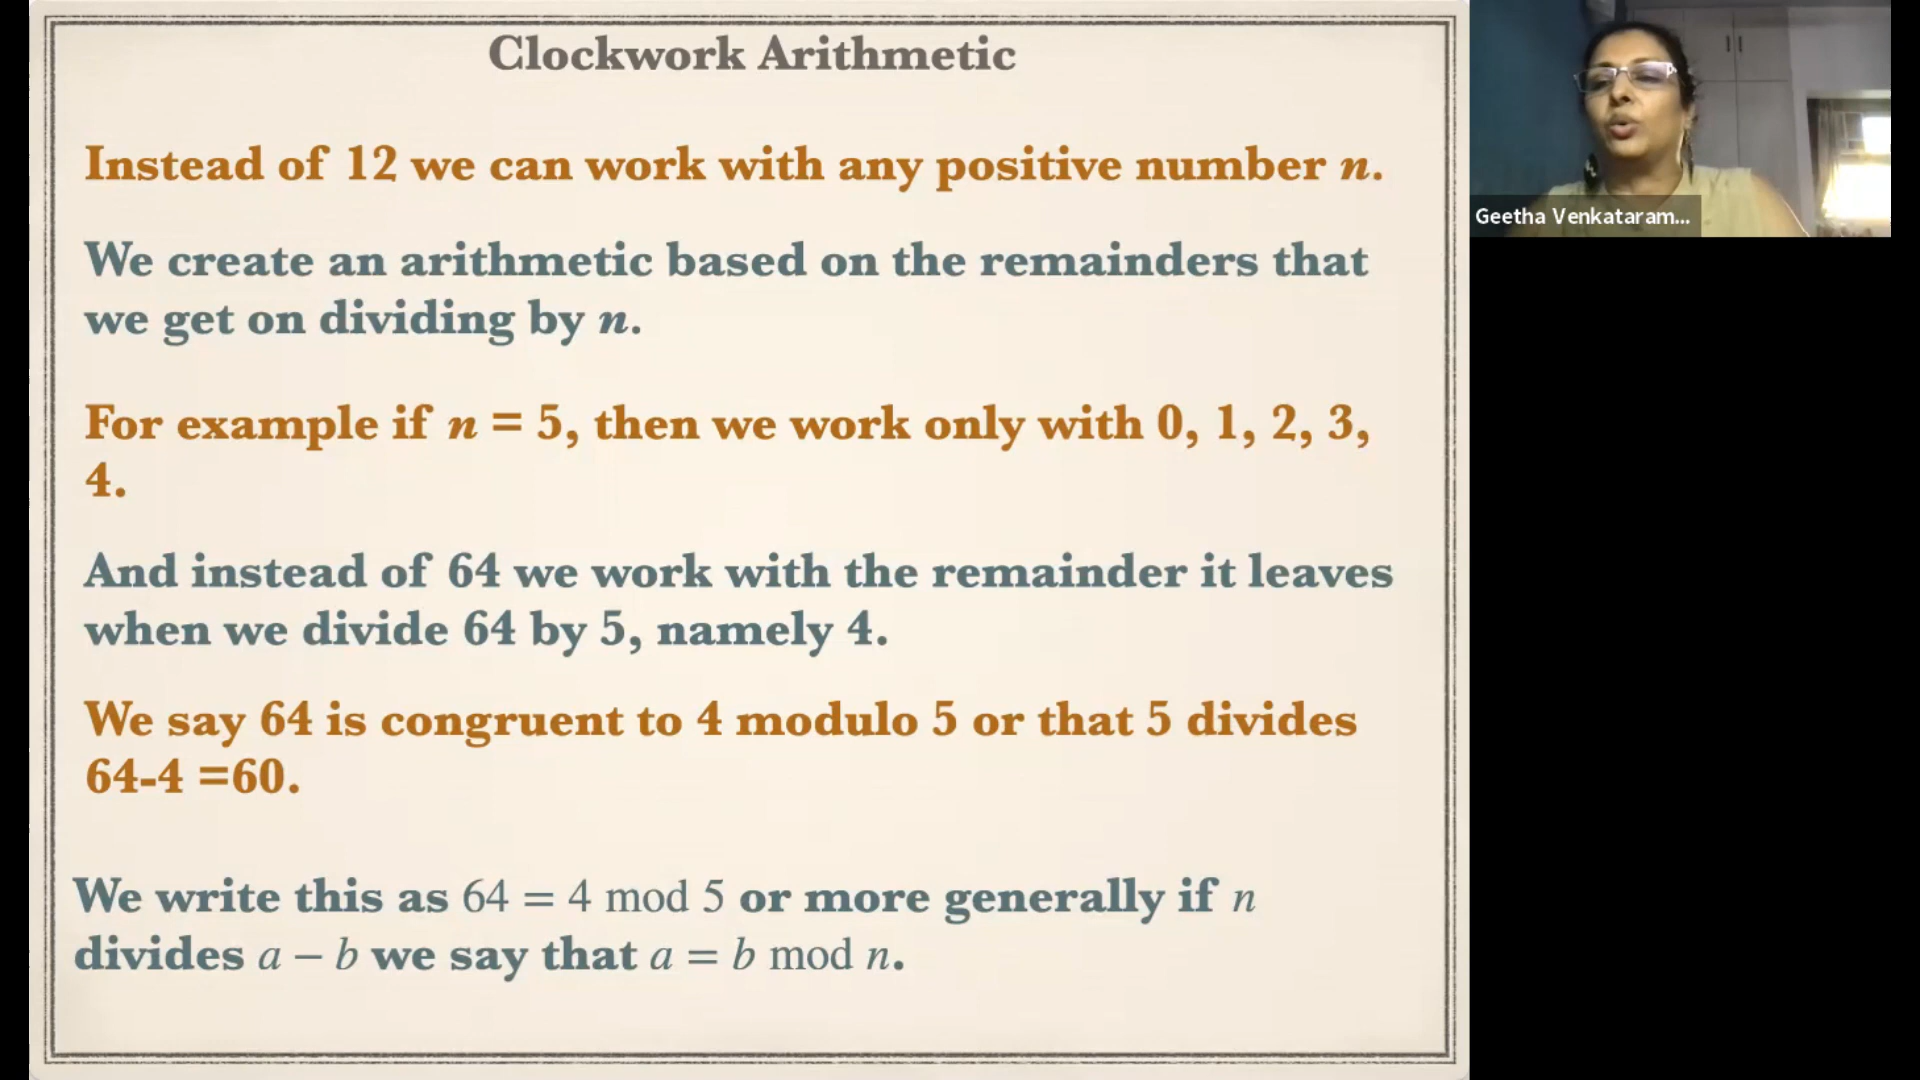 Clockwork Arithmetic
Instead of 12 we can work with any positive number n.
We create an arithmetic based on the remainders that
we get on dividing by n.
For example if n = 5, then we work only with 0, 1, 2, 3,
4.
And instead of 64 we work with the remainder it leaves
when we divide 64 by 5, namely 4.
We say 64 is congruent to 4 modulo 5 or that 5 divides
64-4 =60.
We write this as 64 = 4 mod 5 or more generally if n
divides a − b we say that a = b mod n.
Geetha Venkataram...